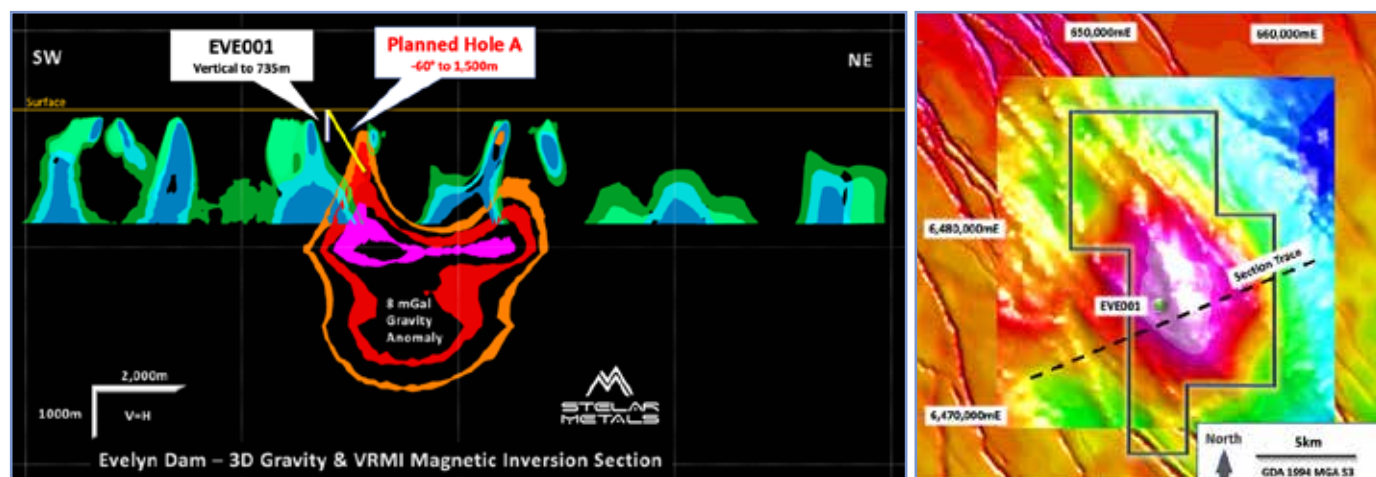 SW
EVE001
Vertical to 735m
Planned Hole A
-60° to 1,500m
NE
Surface
8 mGal
Gravity
Anomaly
2,000m
1000m
V=H
STELAR
METALS
Evelyn Dam – 3D Gravity & VRMI Magnetic Inversion Section
650,000mE
660,000mE
6,480,000mE
Section Trace
EVE001
6,470,000mE
North
5km
GDA 1994 MGA 53